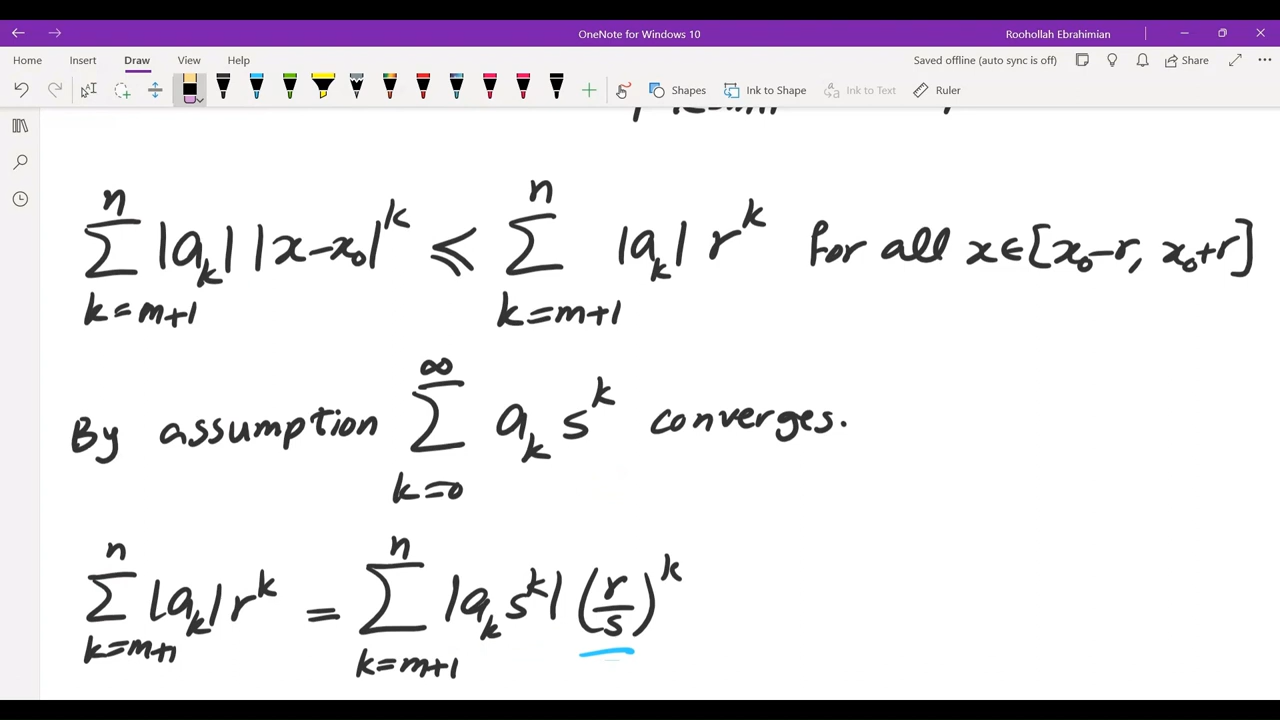 OneNote for Windows 10
Roohollah Ebrahimian
Home Insert Draw View Help
Saved offline (auto sync is off) Share
Shapes Ink to Shape Ink to Text Ruler
n n
∑ |a_k| |x-x_0|^k ⩽ ∑ |a_k| r^k for all x∈[x_0-r, x_0+r]
k=m+1 k=m+1
∞
By assumption ∑ a_k s^k converges.
k=0
n n
∑ |a_k| r^k = ∑ |a_k s^k| (r/s)^k
k=m+1 k=m+1